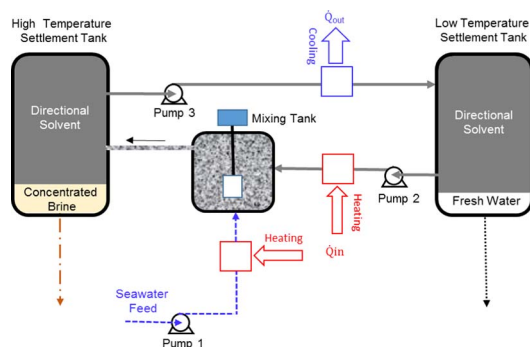 High Temperature
Settlement Tank
Q̇out
Cooling
Low Temperature
Settlement Tank
Pump 3
Mixing Tank
Directional
Solvent
Directional
Solvent
Concentrated
Brine
Pump 2
Fresh Water
Heating
Heating
Q̇in
Seawater
Feed
Pump 1